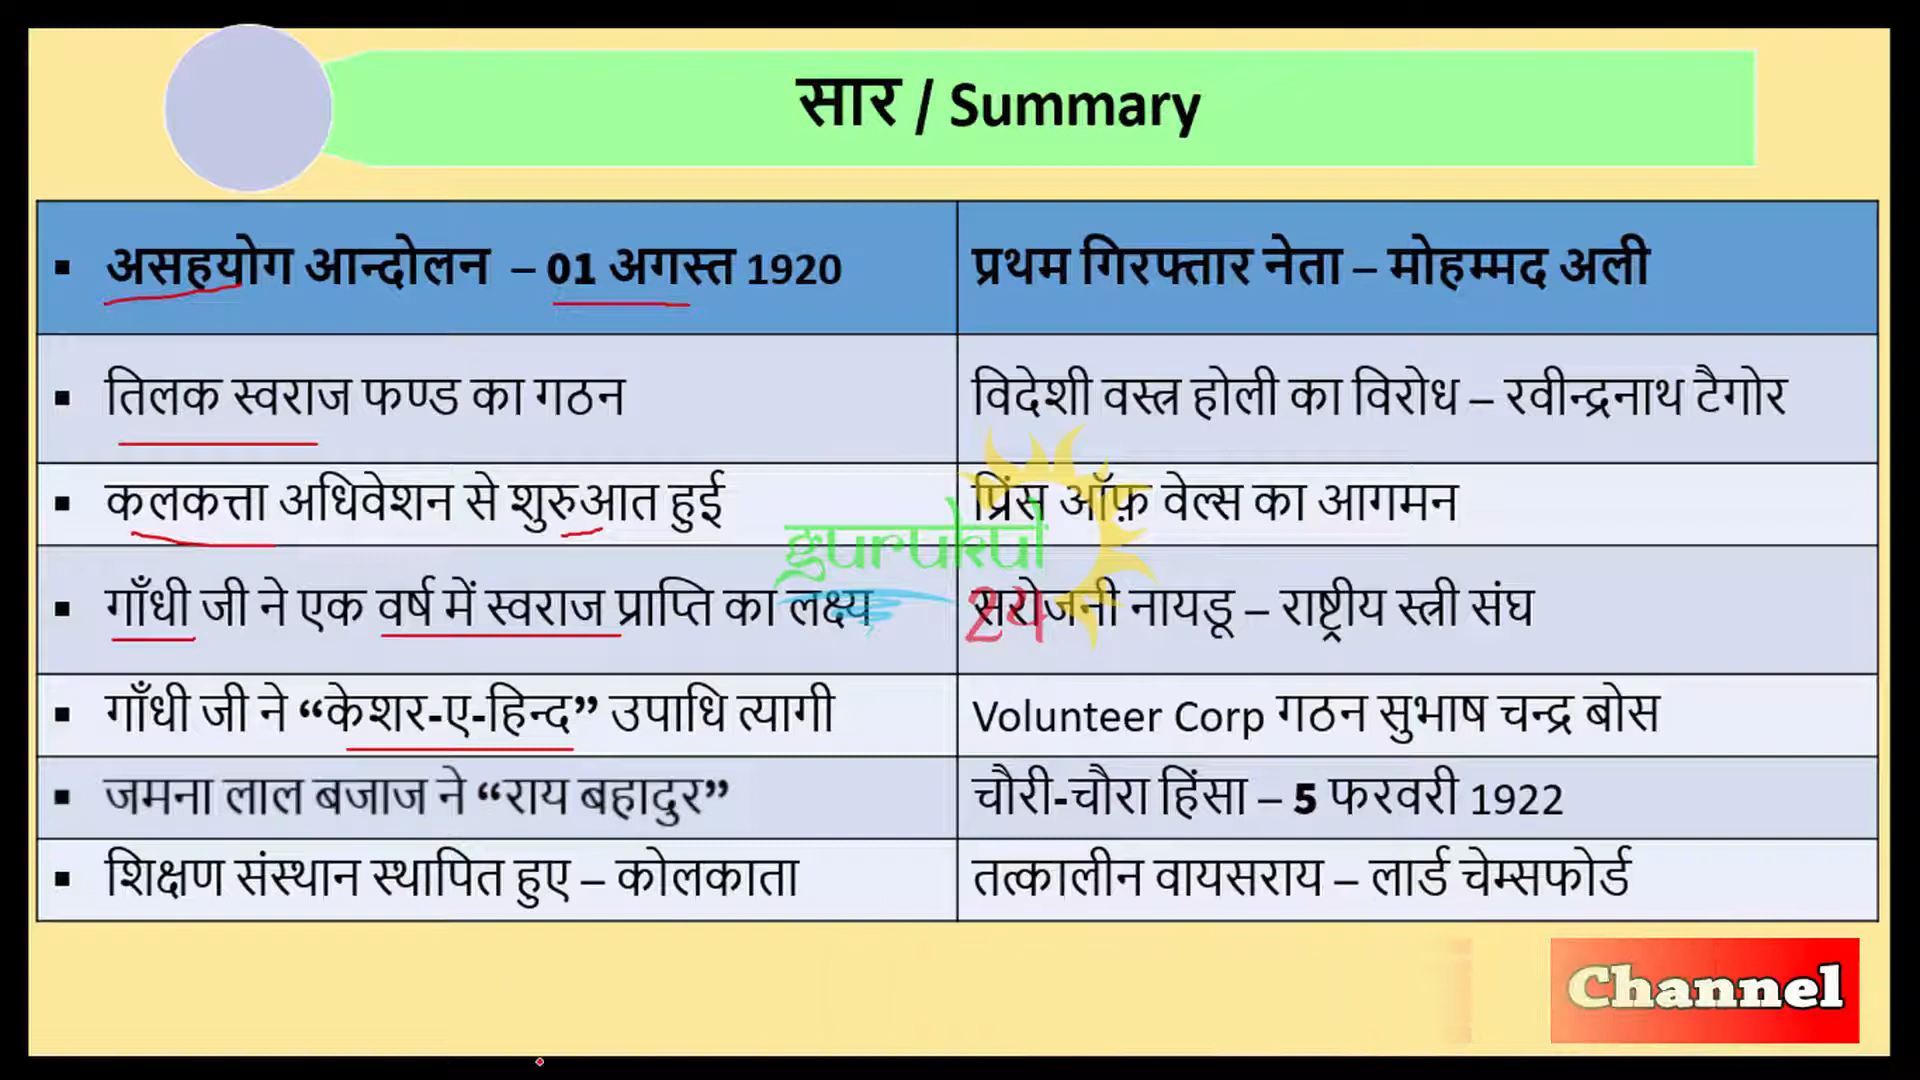 सार / Summary
▪ असहयोग आन्दोलन – 01 अगस्त 1920
प्रथम गिरफ्तार नेता – मोहम्मद अली
▪ तिलक स्वराज फण्ड का गठन
विदेशी वस्त्र होली का विरोध – रवीन्द्रनाथ टैगोर
▪ कलकत्ता अधिवेशन से शुरुआत हुई
प्रिंस ऑफ़ वेल्स का आगमन
▪ गाँधी जी ने एक वर्ष में स्वराज प्राप्ति का लक्ष्य
सरोजनी नायडू – राष्ट्रीय स्त्री संघ
▪ गाँधी जी ने “केशर-ए-हिन्द” उपाधि त्यागी
Volunteer Corp गठन सुभाष चन्द्र बोस
▪ जमना लाल बजाज ने “राय बहादुर”
चौरी-चौरा हिंसा – 5 फरवरी 1922
▪ शिक्षण संस्थान स्थापित हुए – कोलकाता
तत्कालीन वायसराय – लार्ड चेम्सफोर्ड
gurukul
24
Channel